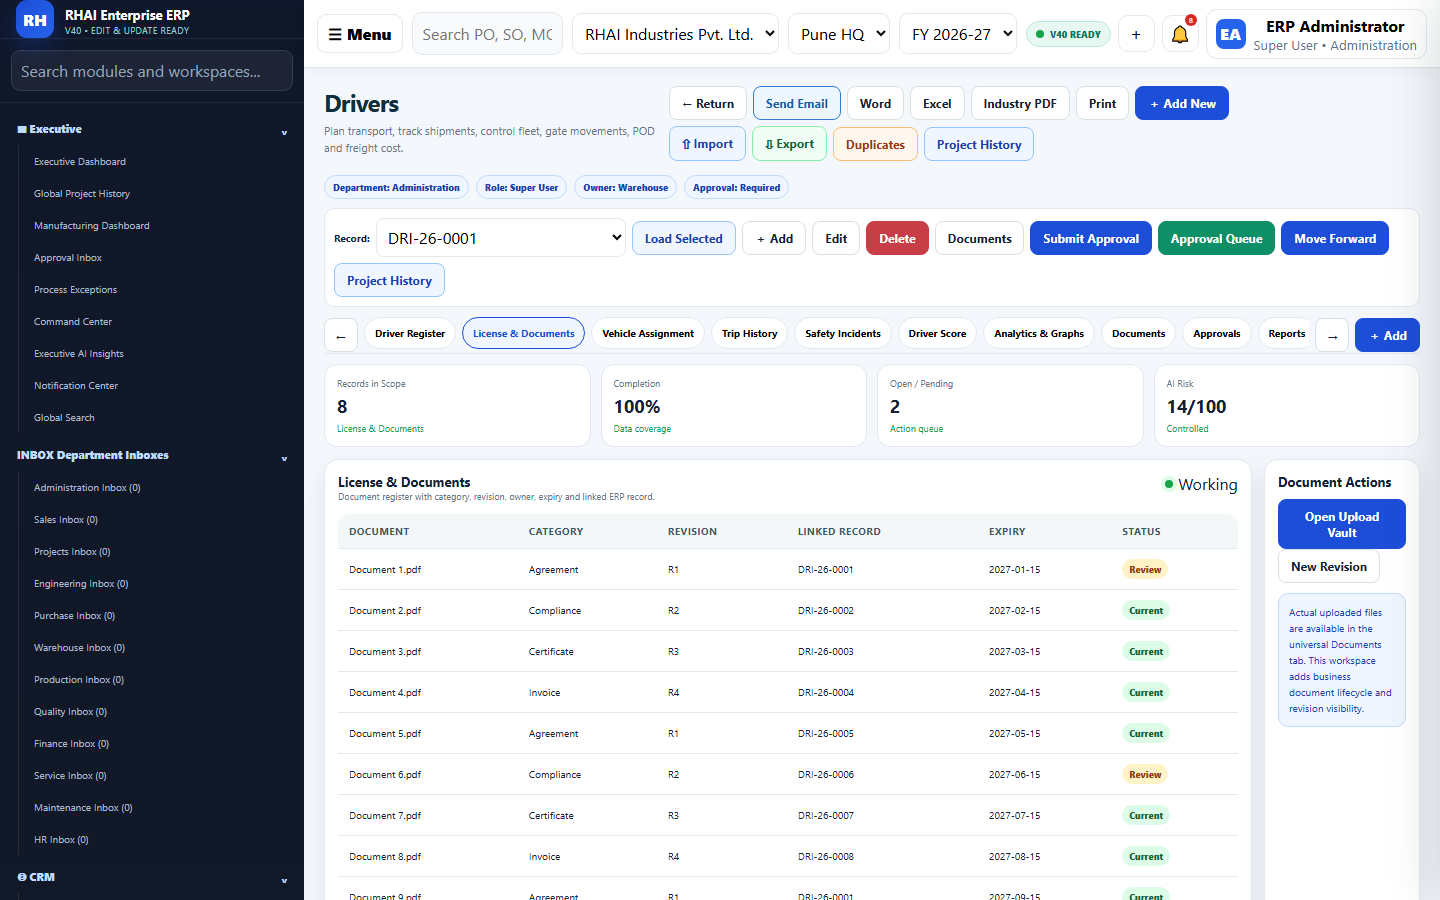 RH
RHAI Enterprise ERP
V40 • EDIT & UPDATE READY
Search modules and workspaces...
Executive
Executive Dashboard
Global Project History
Manufacturing Dashboard
Approval Inbox
Process Exceptions
Command Center
Executive AI Insights
Notification Center
Global Search
INBOX Department Inboxes
Administration Inbox (0)
Sales Inbox (0)
Projects Inbox (0)
Engineering Inbox (0)
Purchase Inbox (0)
Warehouse Inbox (0)
Production Inbox (0)
Quality Inbox (0)
Finance Inbox (0)
Service Inbox (0)
Maintenance Inbox (0)
HR Inbox (0)
CRM
☰ Menu
Search PO, SO, MO
RHAI Industries Pvt. Ltd.
Pune HQ
FY 2026-27
V40 READY
+
8
EA
ERP Administrator
Super User • Administration
Drivers
Plan transport, track shipments, control fleet, gate movements, POD
and freight cost.
← Return
Send Email
Word
Excel
Industry PDF
Print
+ Add New
⇧ Import
⇩ Export
Duplicates
Project History
Department: Administration
Role: Super User
Owner: Warehouse
Approval: Required
Record:
DRI-26-0001
Load Selected
+ Add
Edit
Delete
Documents
Submit Approval
Approval Queue
Move Forward
Project History
←
Driver Register
License & Documents
Vehicle Assignment
Trip History
Safety Incidents
Driver Score
Analytics & Graphs
Documents
Approvals
Reports
→
+ Add
Records in Scope
8
License & Documents
Completion
100%
Data coverage
Open / Pending
2
Action queue
AI Risk
14/100
Controlled
License & Documents
Document register with category, revision, owner, expiry and linked ERP record.
Working
DOCUMENT CATEGORY REVISION LINKED RECORD EXPIRY STATUS
Document 1.pdf Agreement R1 DRI-26-0001 2027-01-15 Review
Document 2.pdf Compliance R2 DRI-26-0002 2027-02-15 Current
Document 3.pdf Certificate R3 DRI-26-0003 2027-03-15 Current
Document 4.pdf Invoice R4 DRI-26-0004 2027-04-15 Current
Document 5.pdf Agreement R1 DRI-26-0005 2027-05-15 Current
Document 6.pdf Compliance R2 DRI-26-0006 2027-06-15 Review
Document 7.pdf Certificate R3 DRI-26-0007 2027-07-15 Current
Document 8.pdf Invoice R4 DRI-26-0008 2027-08-15 Current
Document 9.pdf Agreement R1 DRI-26-0001 2027-09-15 Current
Document Actions
Open Upload
Vault
New Revision
Actual uploaded files
are available in the
universal Documents
tab. This workspace
adds business
document lifecycle and
revision visibility.